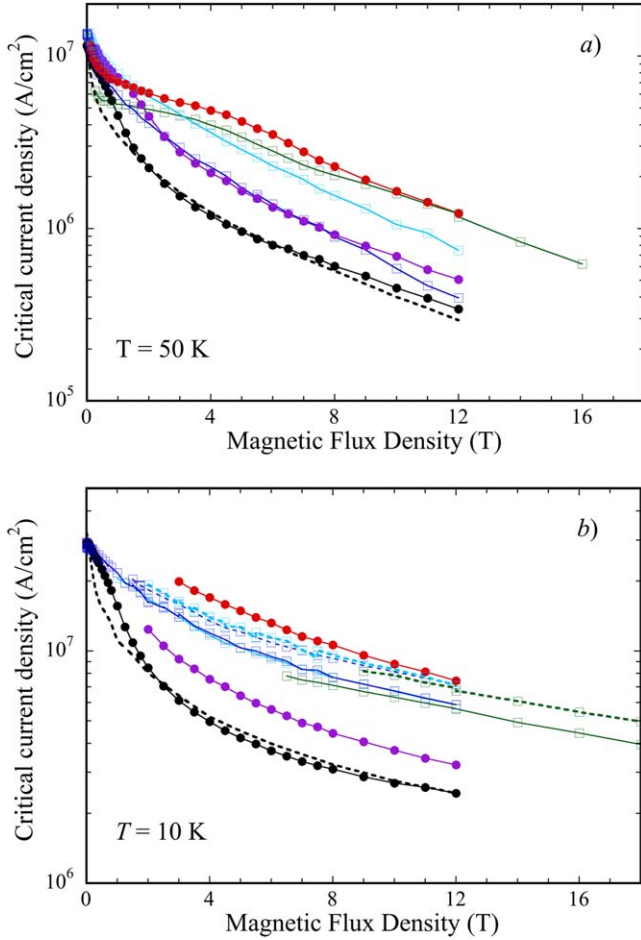 a)
10⁷
10⁶
10⁵
Critical current density (A/cm²)
T = 50 K
0
4
8
12
16
Magnetic Flux Density (T)
b)
10⁷
10⁶
Critical current density (A/cm²)
T = 10 K
0
4
8
12
16
Magnetic Flux Density (T)